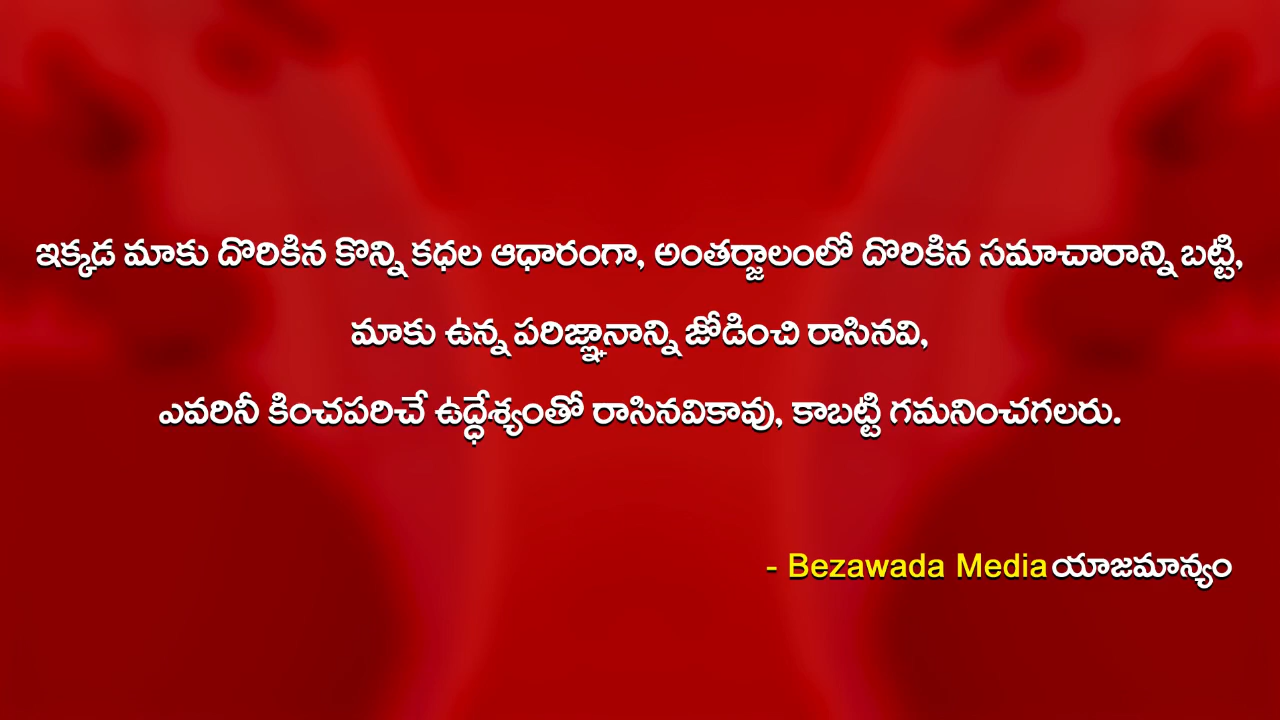 ఇక్కడ మాకు దొరికిన కొన్ని కధల ఆధారంగా, అంతర్జాలంలో దొరికిన సమాచారాన్ని బట్టి,
మాకు ఉన్న పరిజ్ఞానాన్ని జోడించి రాసినవి,
ఎవరినీ కించపరిచే ఉద్ధేశ్యంతో రాసినవికావు, కాబట్టి గమనించగలరు.
- Bezawada Media యాజమాన్యం